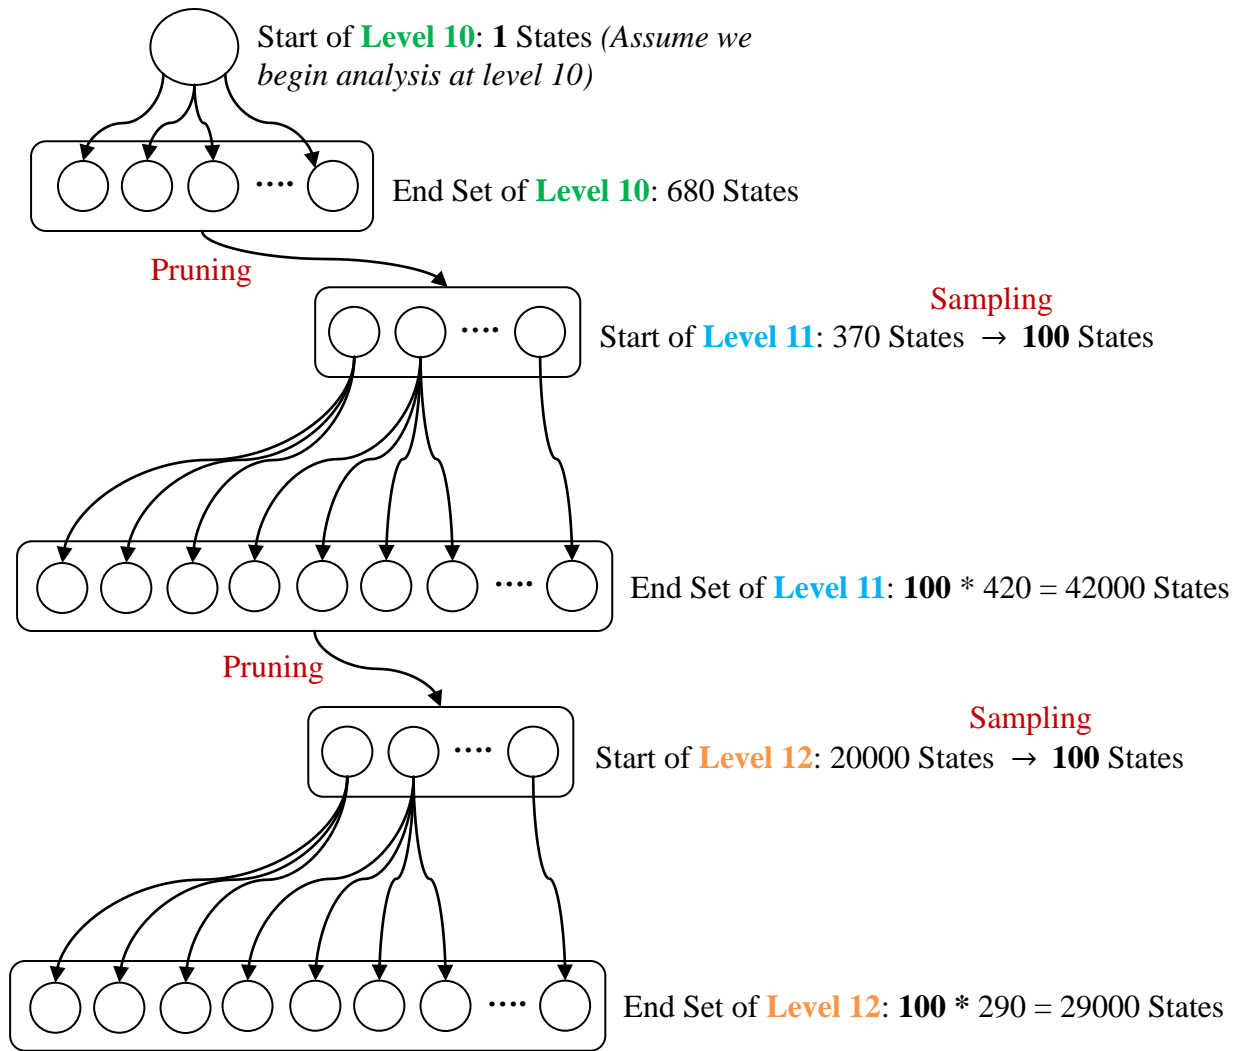 Start of Level 10: 1 States (Assume we
begin analysis at level 10)
....
End Set of Level 10: 680 States
Pruning
Sampling
....
Start of Level 11: 370 States → 100 States
....
End Set of Level 11: 100 * 420 = 42000 States
Pruning
Sampling
....
Start of Level 12: 20000 States → 100 States
....
End Set of Level 12: 100 * 290 = 29000 States